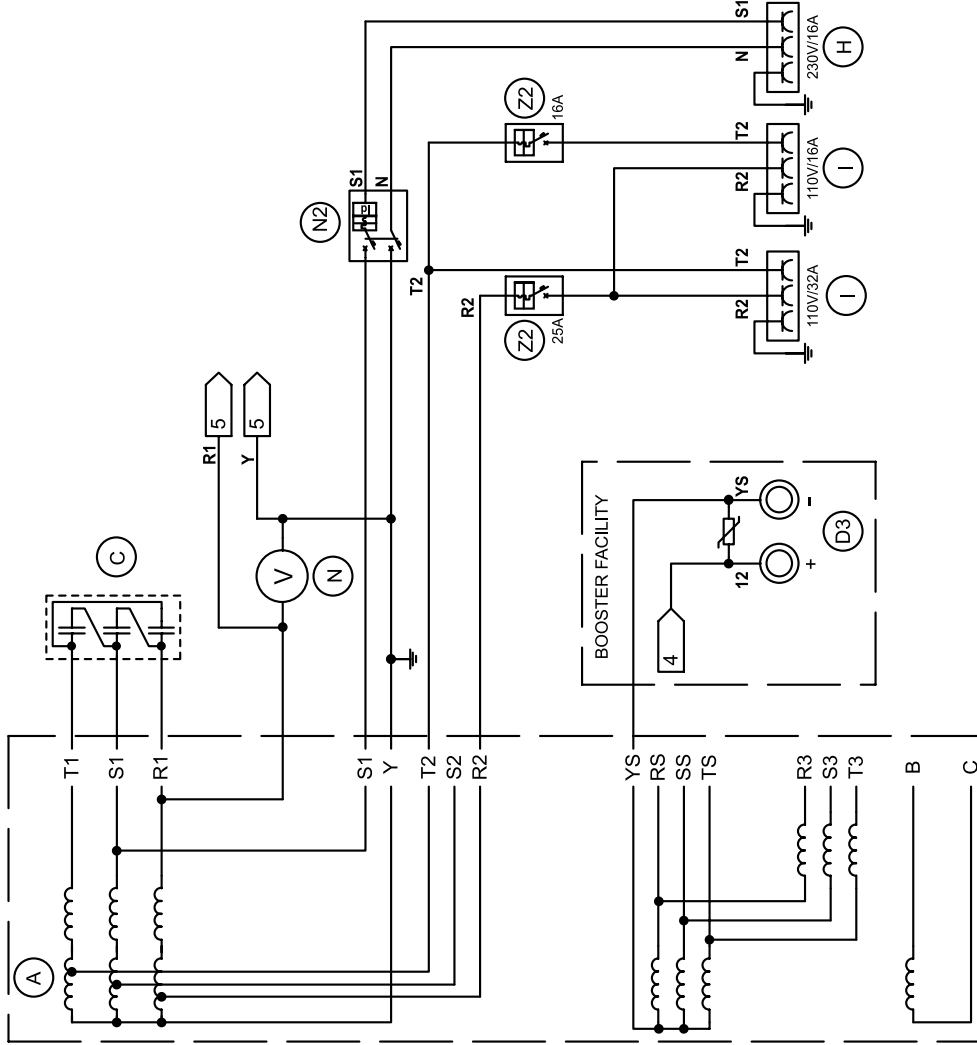 S1
N
230V/16A
H
Z2
16A
T2
R2
110V/16A
I
N2
S1
N
T2
R2
Z2
25A
T2
R2
110V/32A
I
R1
5
Y
5
C
V
N
BOOSTER FACILITY
4
12
YS
+
-
D3
A
T1
S1
R1
S1
Y
T2
S2
R2
YS
RS
SS
TS
R3
S3
T3
B
C